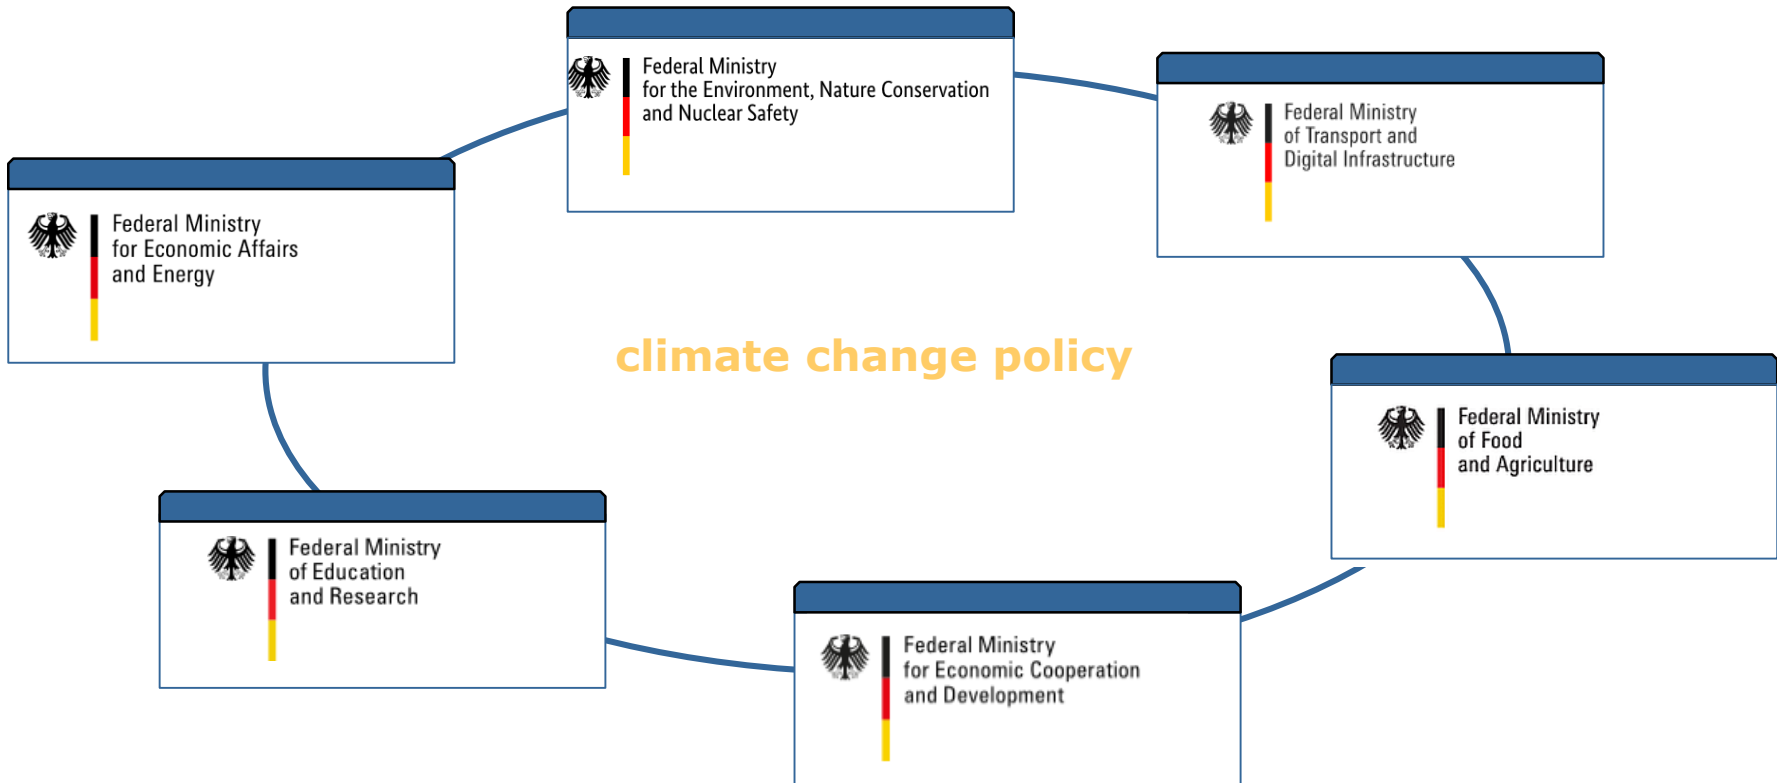 Federal Ministry
for the Environment, Nature Conservation
and Nuclear Safety
Federal Ministry
of Transport and
Digital Infrastructure
Federal Ministry
for Economic Affairs
and Energy
climate change policy
Federal Ministry
of Food
and Agriculture
Federal Ministry
of Education
and Research
Federal Ministry
for Economic Cooperation
and Development